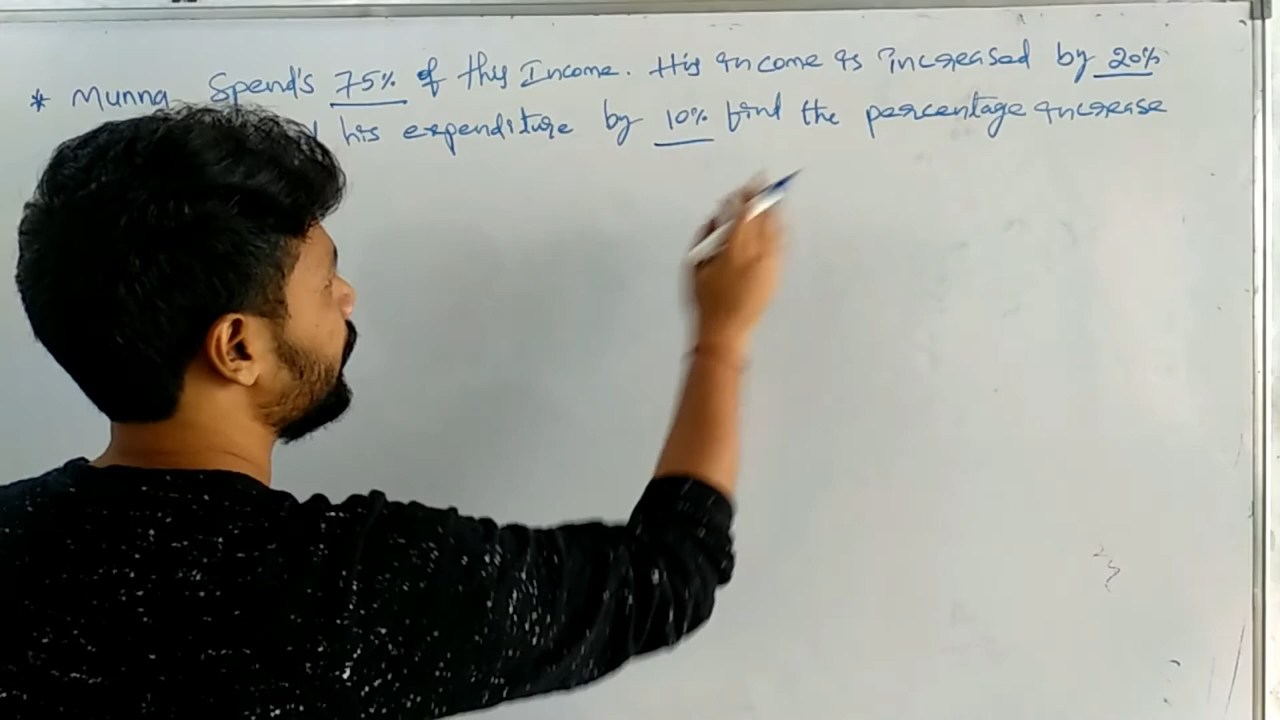 * Munna Spend's 75% of this Income. His income is increased by 20%
his expenditure by 10% find the percentage increase